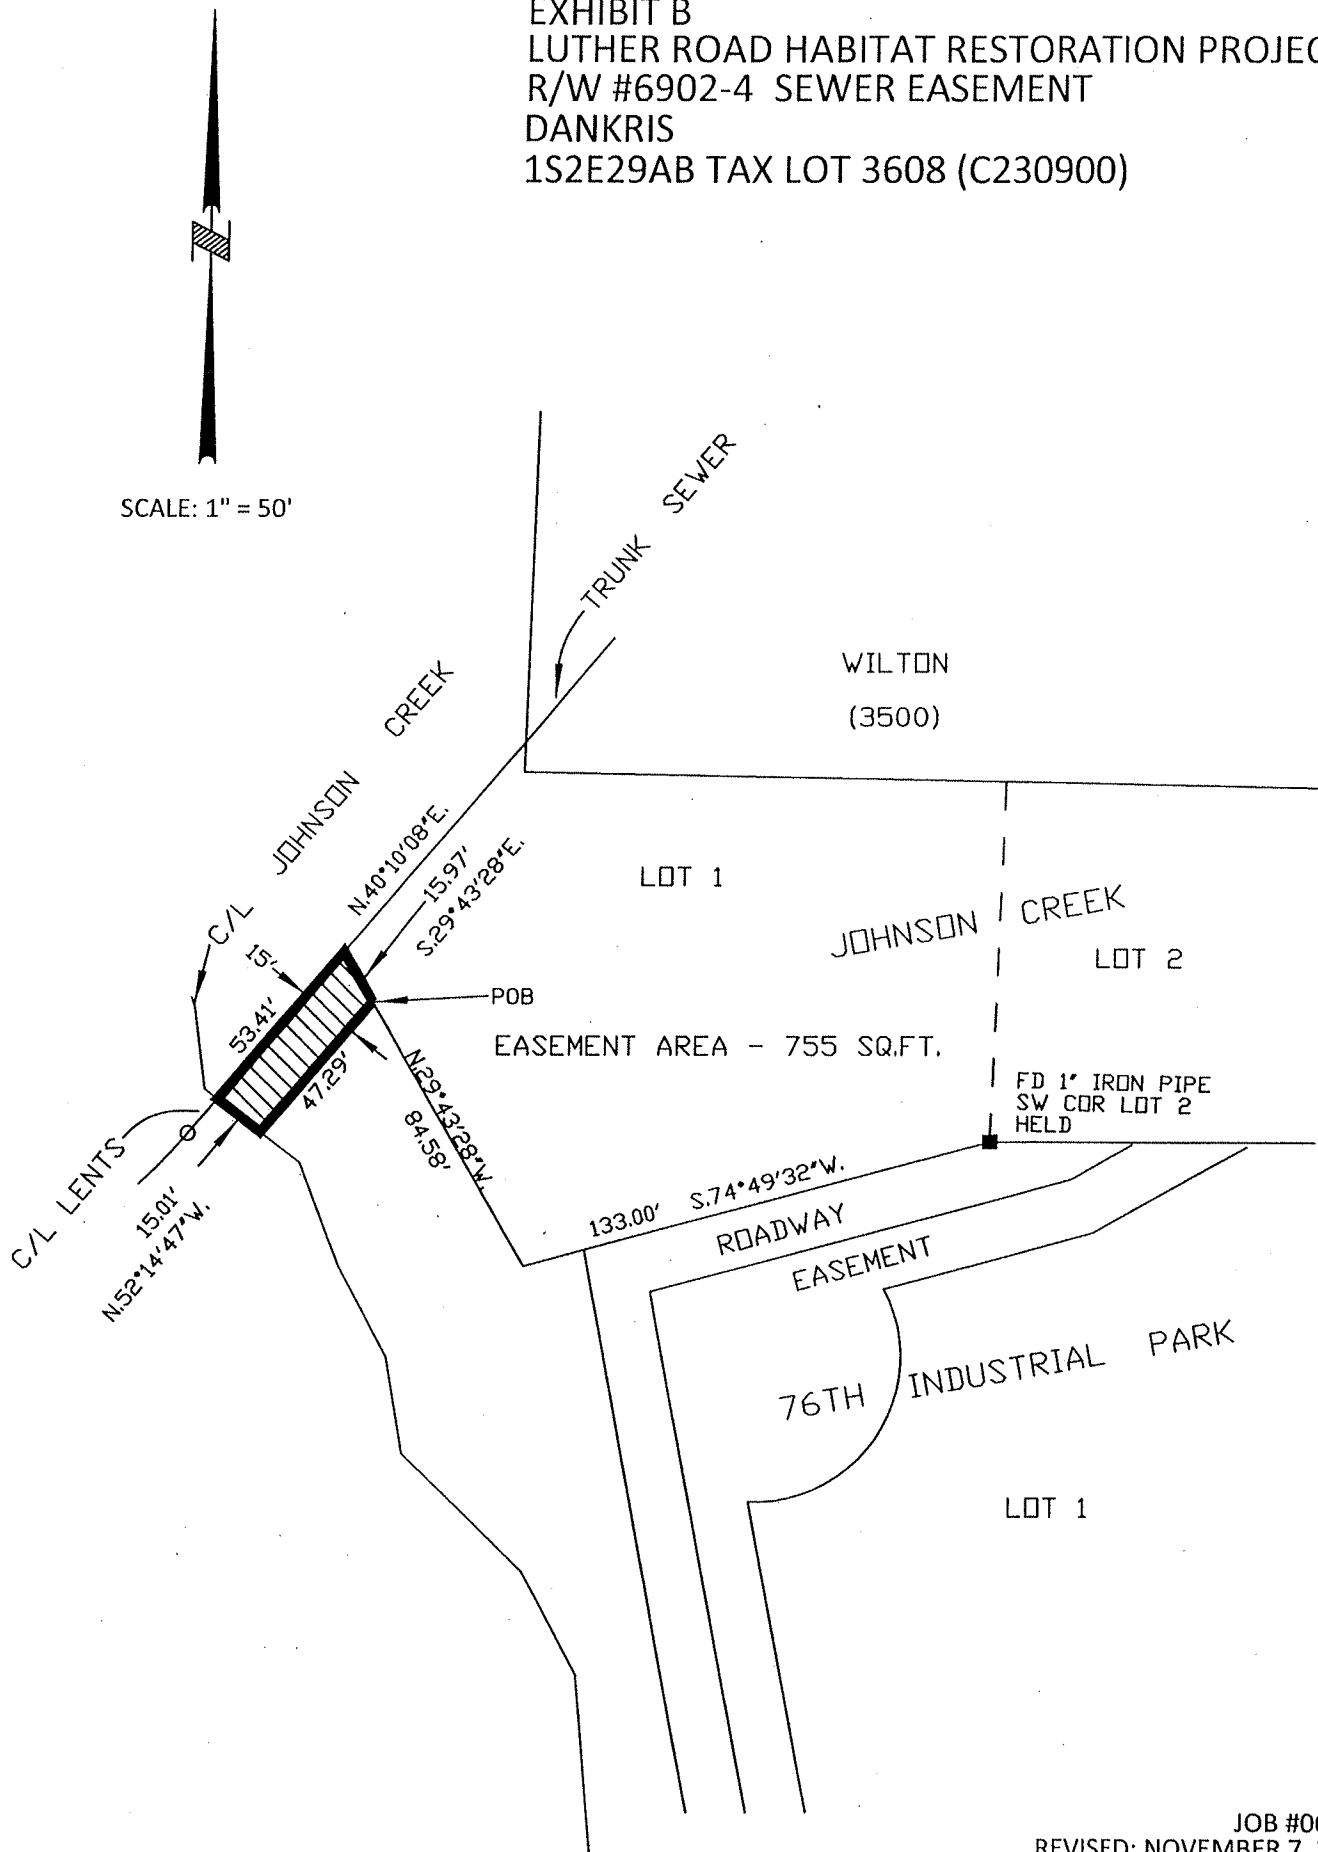 EXHIBIT B
LUTHER ROAD HABITAT RESTORATION
R/W #6902-4 SEWER EASEMENT
DANKRIS
1S2E29AB TAX LOT 3608 (C230900)
SCALE: 1" = 50'
TRUNK SEWER
WILTON
(3500)
C/L JOHNSON CREEK
N.40°10'08"E.
15.97'
S.29°43'28"E.
LOT 1
JOHNSON CREEK
LOT 2
15'
POB
53.41'
47.29'
EASEMENT AREA - 755 SQ.FT.
N.29°43'28"W.
84.58'
FD 1" IRON PIPE
SW COR LOT 2
HELD
C/L LENTS
15.01'
N.52°14'47"W.
133.00' S.74°49'32"W.
ROADWAY
EASEMENT
76TH INDUSTRIAL PARK
LOT 1
JOB
REVISED: NOVEMBER 7,